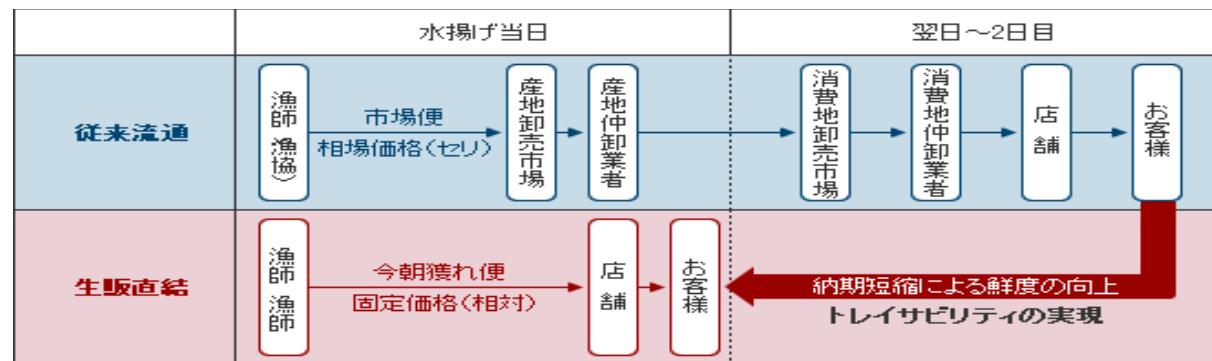 水揚げ当日
翌日～2日目
従来流通
漁師(漁協)
市場便
相場価格(セリ)
産地卸売市場
産地仲卸業者
消費地卸売市場
消費地仲卸業者
店舗
お客様
生販直結
漁師
漁師
今朝獲れ便
固定価格(相対)
店舗
お客様
納期短縮による鮮度の向上
トレイサビリティの実現